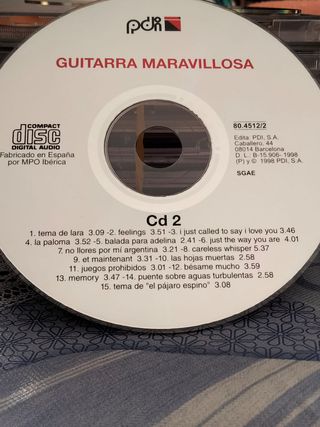 pdi
GUITARRA MARAVILLOSA
COMPACT
disc
DIGITAL AUDIO
Fabricado en España
por MPO Ibérica
80.4512/2
Edita: PDI, S.A.
Caballero, 44
08014 Barcelona
D. L.: B-15.906-1998
(P) y © 1998 PDI, S.A.
SGAE
Cd 2
1. tema de lara 3.09 -2. feelings 3.51 -3. i just called to say i love you 3.46
4. la paloma 3.52 -5. balada para adelina 2.41 -6. just the way you are 4.01
7. no llores por mí argentina 3.21 -8. careless whisper 5.37
9. et maintenant 3.31 -10. las hojas muertas 2.58
11. juegos prohibidos 3.01 -12. bésame mucho 3.59
13. memory 3.47 -14. puente sobre aguas turbulentas 2.58
15. tema de "el pájaro espino" 3.08